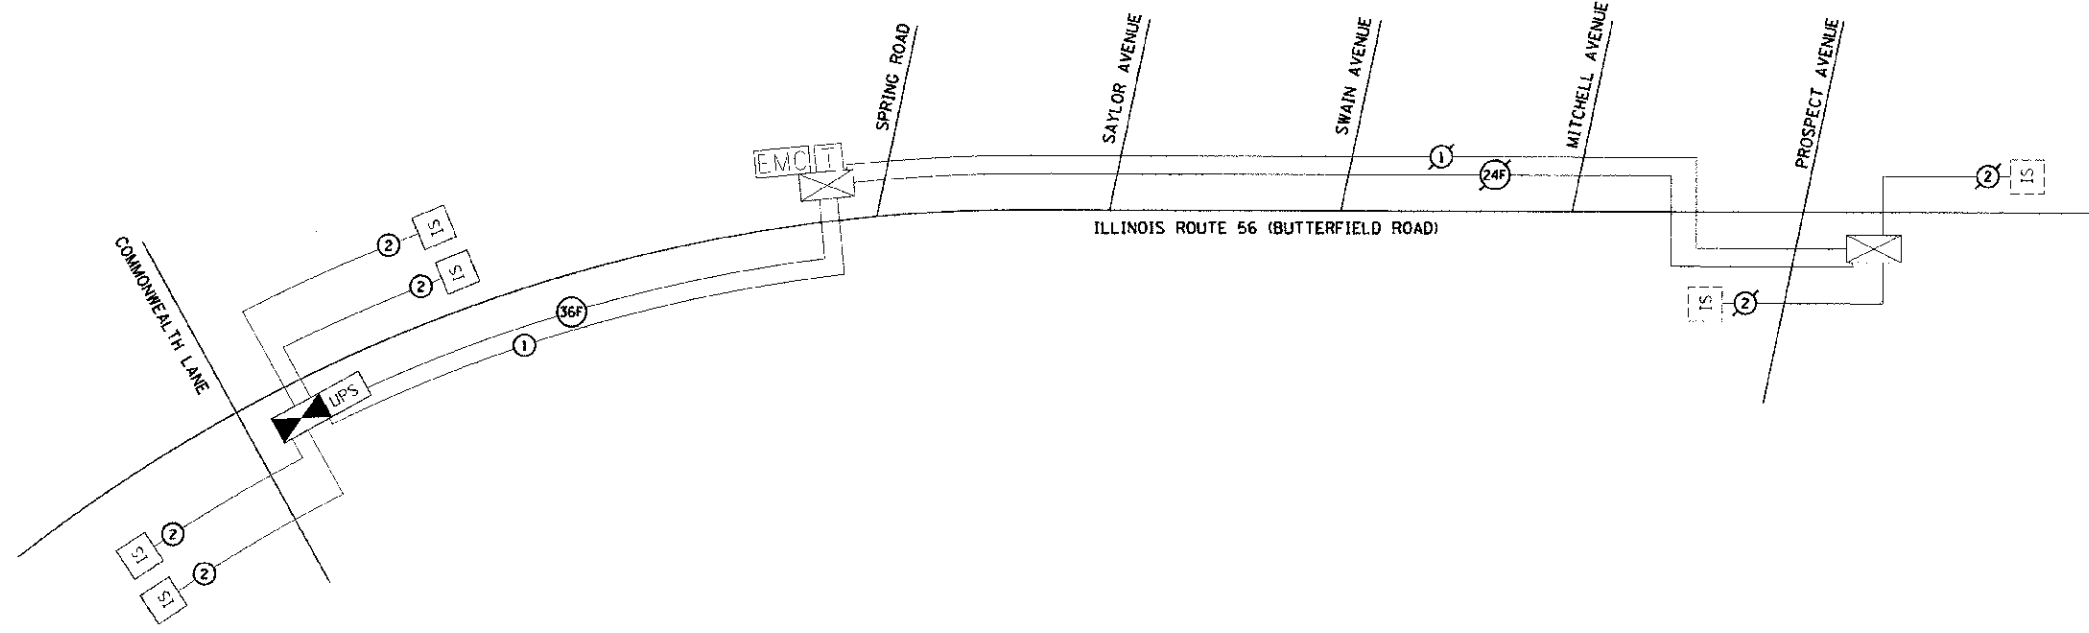 COMMONWEALTH LANE
SPRING ROAD
SAYLOR AVENUE
SWAIN AVENUE
MITCHELL AVENUE
PROSPECT AVENUE
EMC T
1
24F
2 IS
ILLINOIS ROUTE 56 (BUTTERFIELD ROAD)
IS 2
2 IS
2 IS
36F
1
UPS
IS 2
IS 2